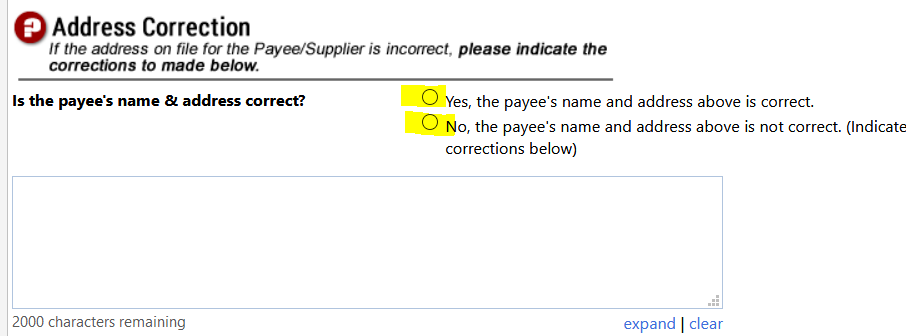 Address Correction
If the address on file for the Payee/Supplier is incorrect, please indicate the
corrections to made below.
Is the payee's name & address correct?
Yes, the payee's name and address above is correct.
No, the payee's name and address above is not correct. (Indicate
corrections below)
2000 characters remaining
expand | clear